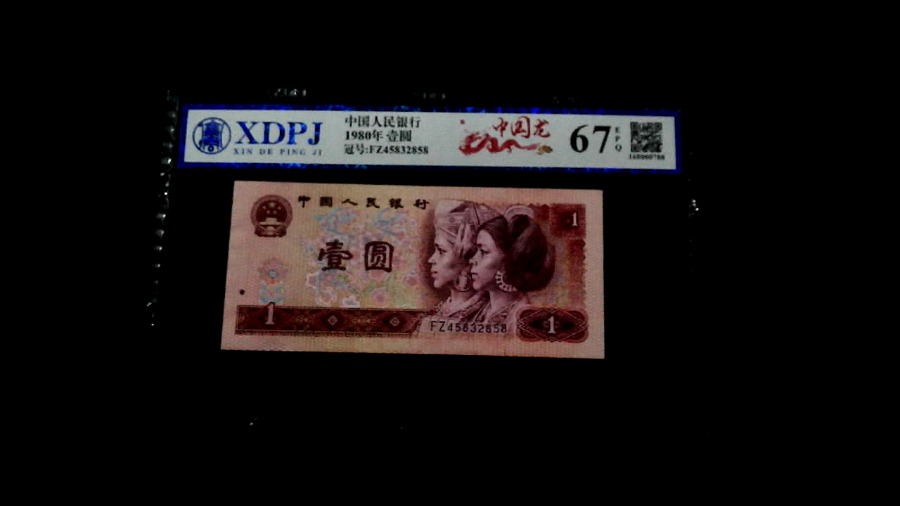 XDPJ
XIN DE PING JI
中国人民银行
1980年 壹圆
冠号:FZ45832858
中国龙
67
EPQ
中国人民银行
1
壹圆
1
FZ45832858
1